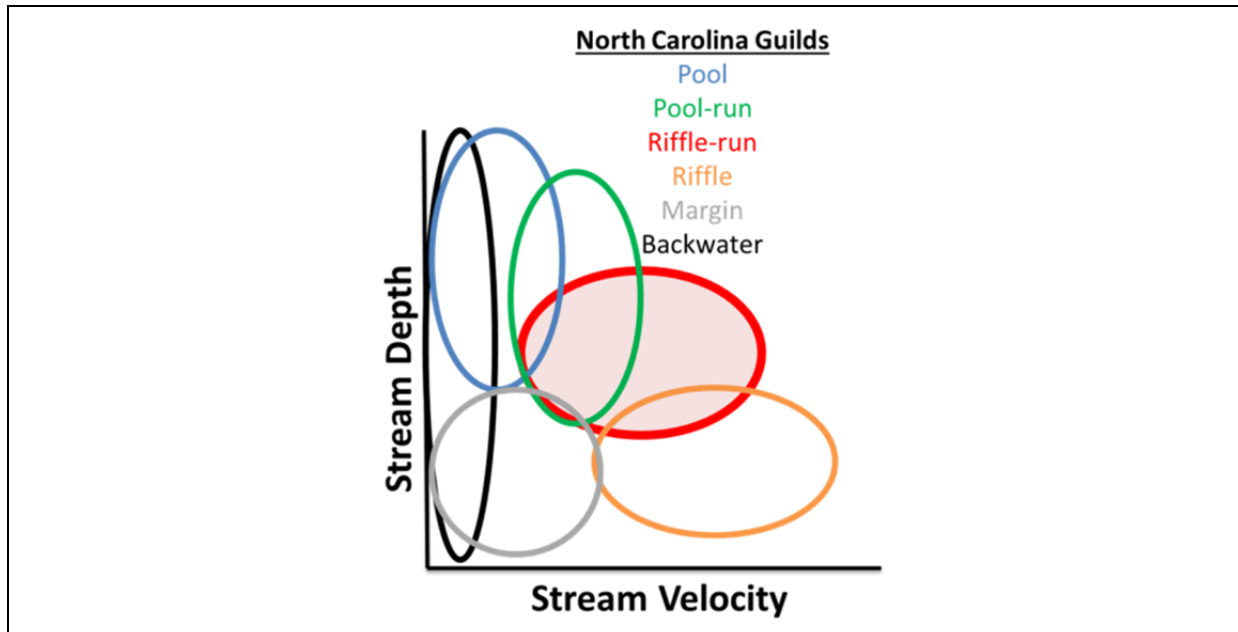 North Carolina Guilds
Pool
Pool-run
Riffle-run
Riffle
Margin
Backwater
Stream Depth
Stream Velocity